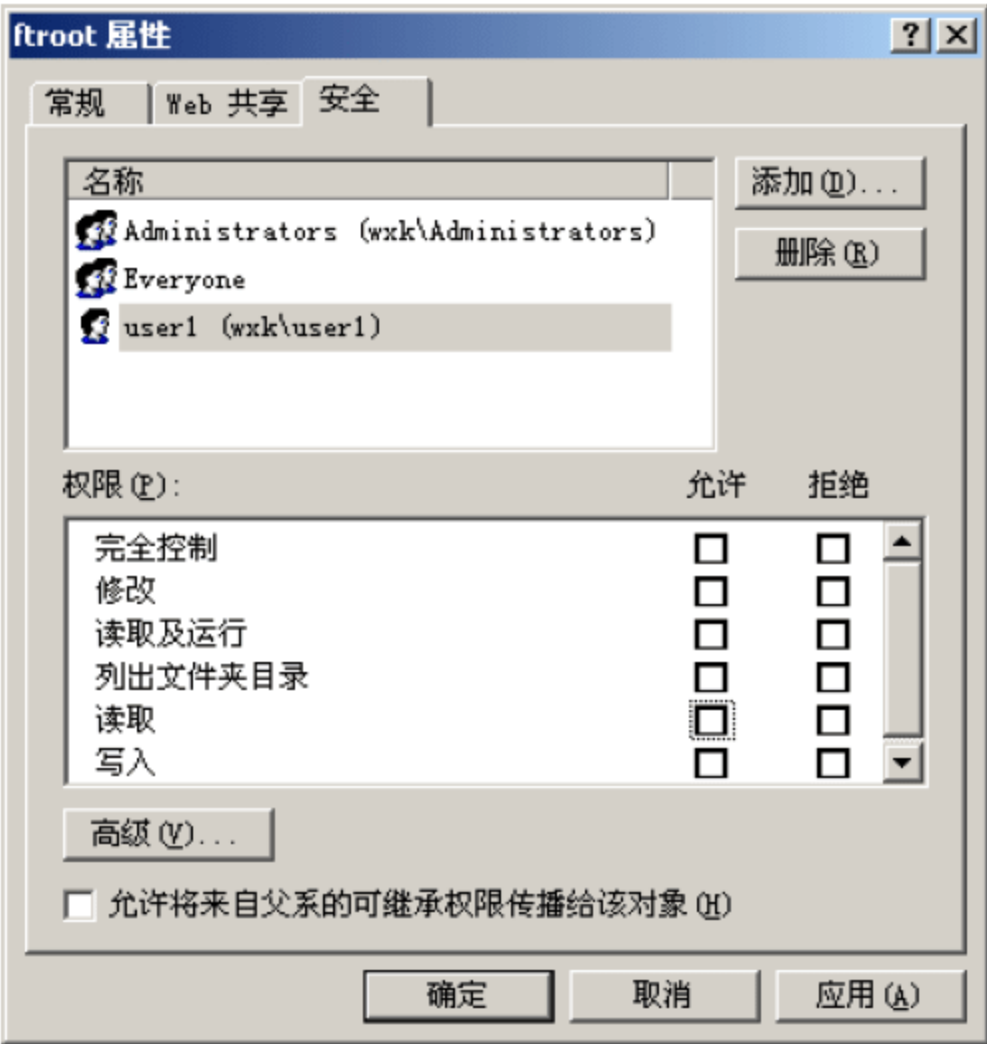 ftroot 属性
常规 Web 共享 安全
名称
添加(D)...
Administrators (wxk\Administrators)
删除(R)
Everyone
user1 (wxk\user1)
权限(P): 允许 拒绝
完全控制
修改
读取及运行
列出文件夹目录
读取
写入
高级(V)...
允许将来自父系的可继承权限传播给该对象(H)
确定 取消 应用(A)